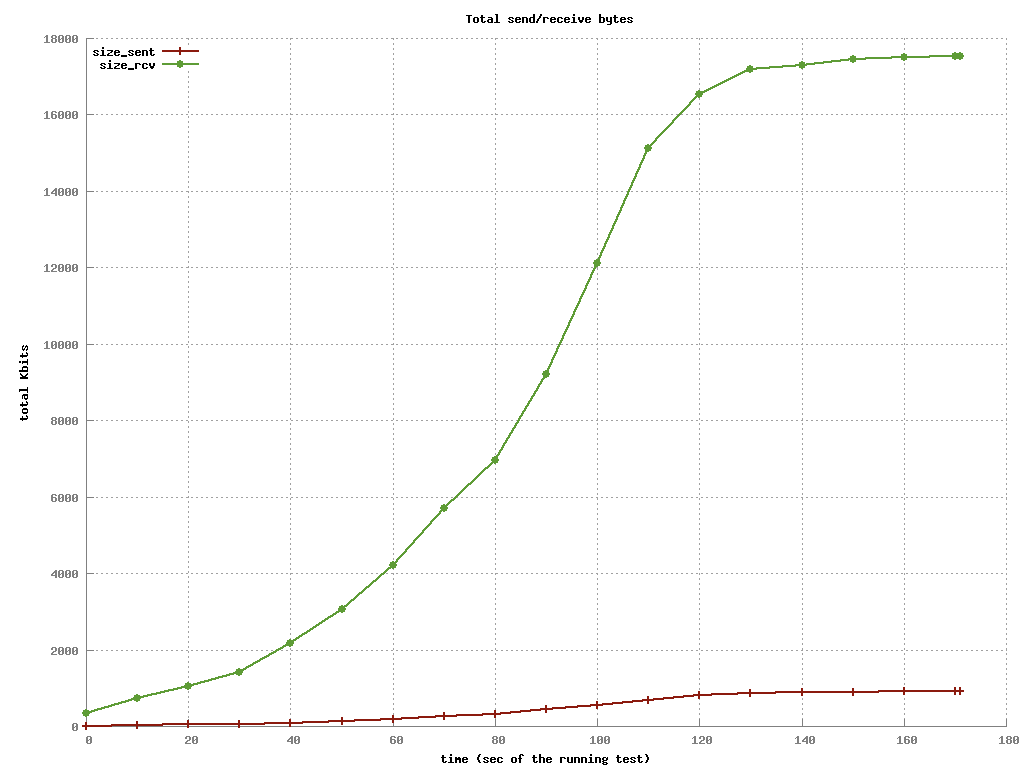 Total send/receive bytes
18000
size_sent
size_rcv
16000
14000
12000
10000
total Kbits
8000
6000
4000
2000
0
0 20 40 60 80 100 120 140 160 180
time (sec of the running test)